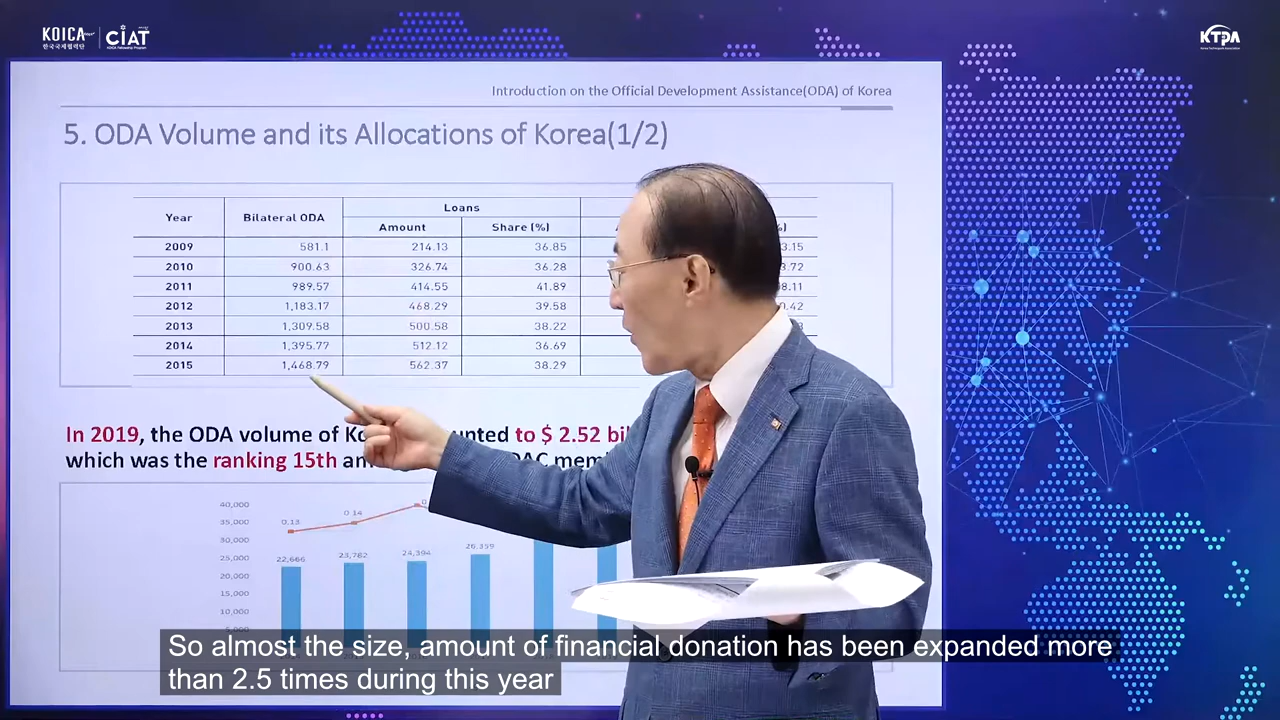 KOICA
한국국제협력단
CIAT
KOICA Fellowship Program
KTPA
Korea Technopark Association
Introduction on the Official Development Assistance(ODA) of Korea
5. ODA Volume and its Allocations of Korea(1/2)
Year Bilateral ODA Loans
Amount Share (%)
2009 581.1 214.13 36.85
2010 900.63 326.74 36.28
2011 989.57 414.55 41.89
2012 1,183.17 468.29 39.58
2013 1,309.58 500.58 38.22
2014 1,395.77 512.12 36.69
2015 1,468.79 562.37 38.29
In 2019, the ODA volume of to $ 2.52
which was the ranking 15th
40,000
35,000
30,000
25,000
20,000
15,000
10,000
5,000
0.13 0.14
22,666 23,782 24,394 26,359
So almost the size, amount of financial donation has been expanded more
than 2.5 times during this year